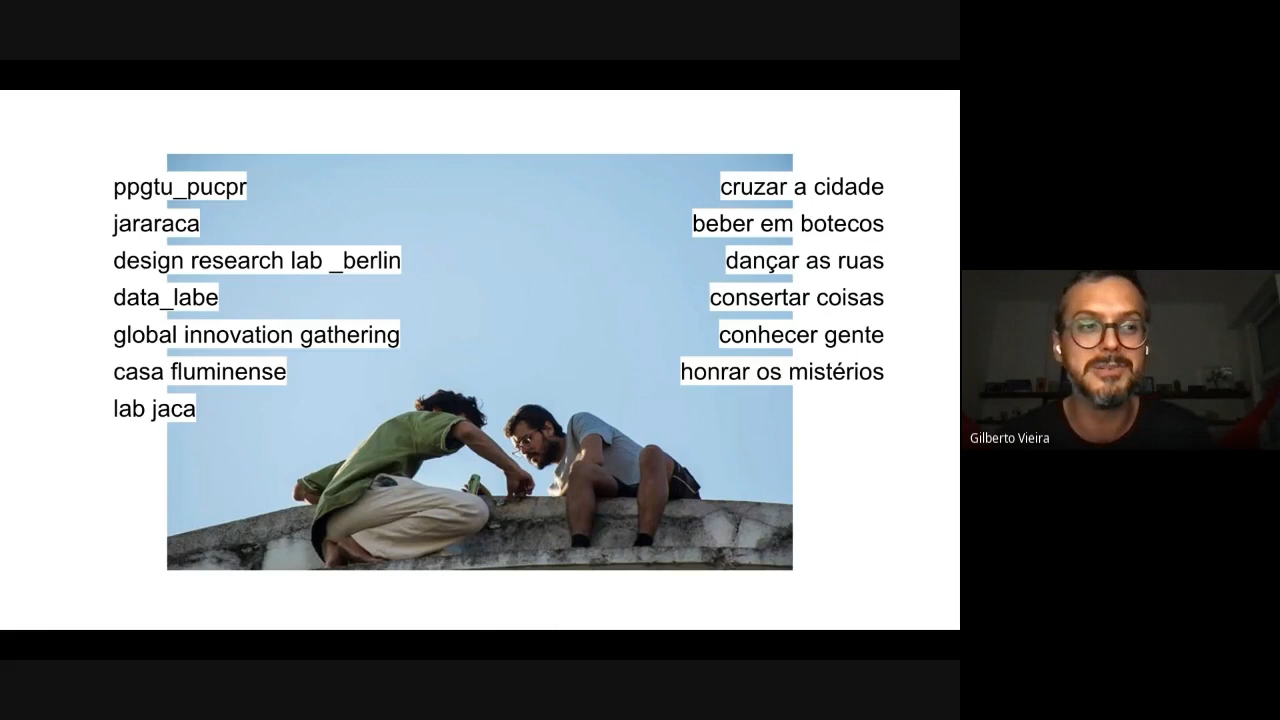 ppgtu_pucpr
jararaca
design research lab _berlin
data_labe
global innovation gathering
casa fluminense
lab jaca
cruzar a cidade
beber em botecos
dançar as ruas
consertar coisas
conhecer gente
honrar os mistérios
Gilberto Vieira